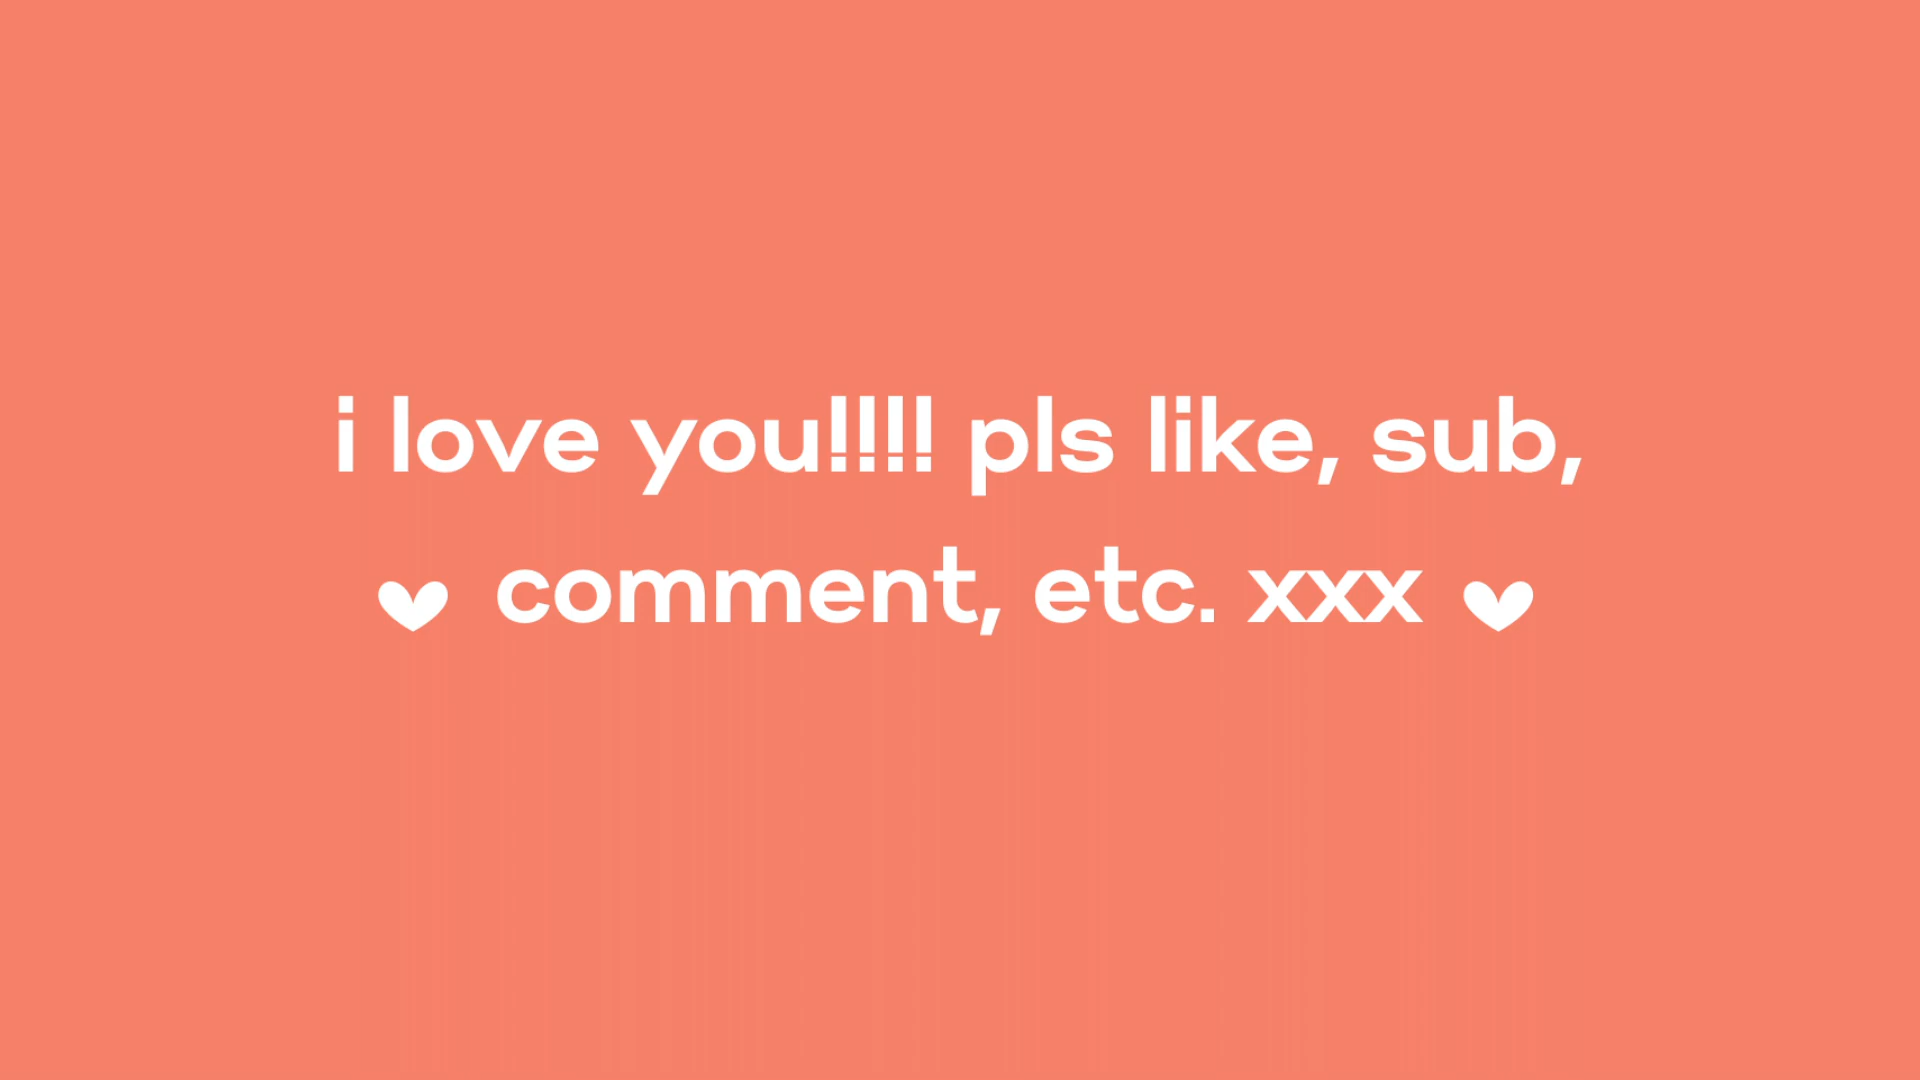 i love you!!!! pls like, sub,
comment, etc. xxx